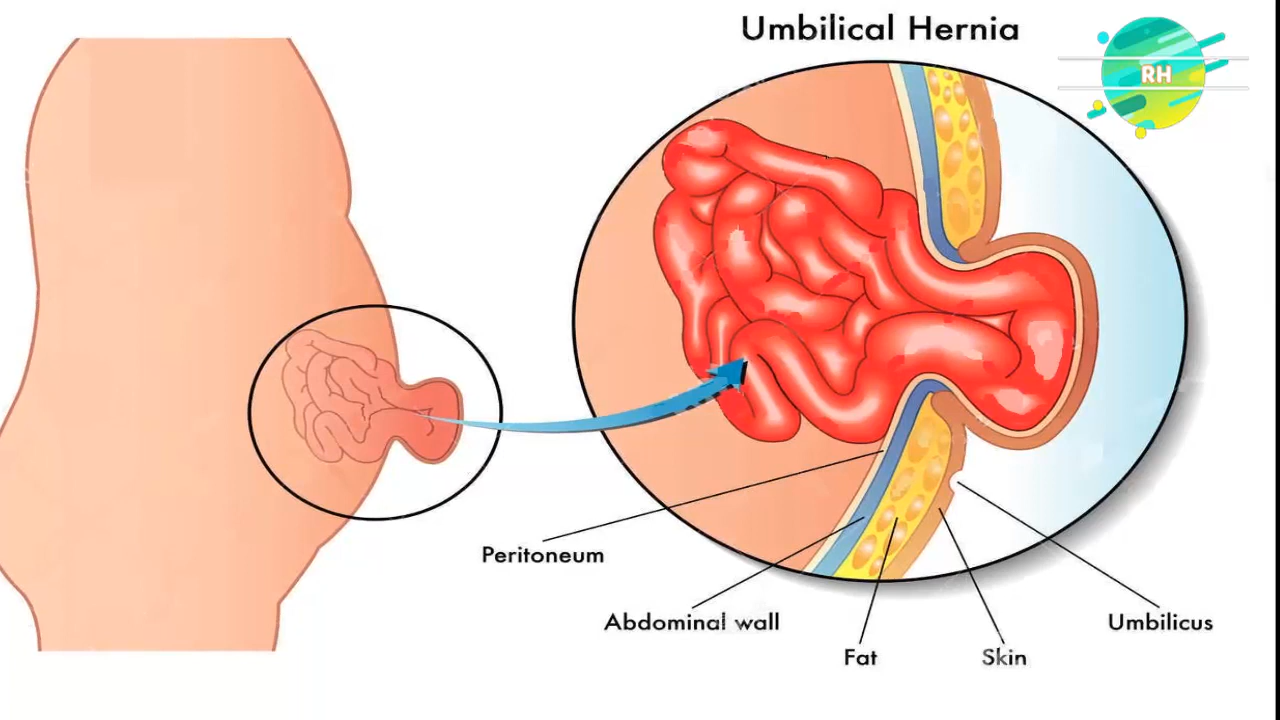 Umbilical Hernia
RH
Peritoneum
Abdominal wall
Umbilicus
Fat
Skin